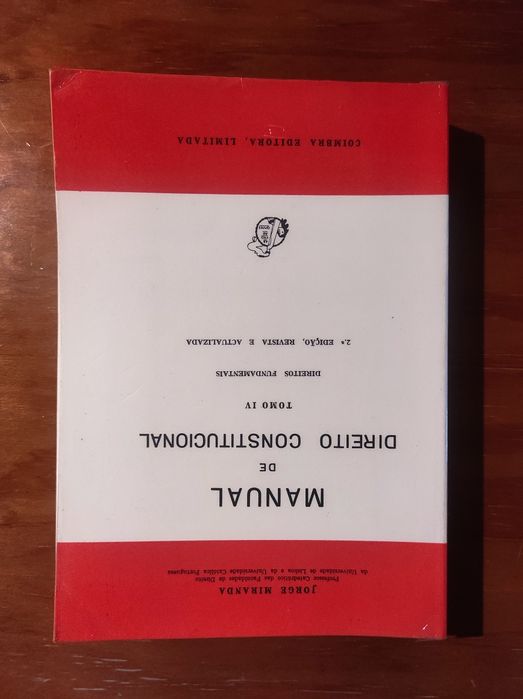 JORGE MIRANDA
Professor Catedrático das Faculdades de Direito
da Universidade de Lisboa e da Universidade Católica Portuguesa
MANUAL
DE
DIREITO CONSTITUCIONAL
TOMO IV
DIREITOS FUNDAMENTAIS
2.ª EDIÇÃO, REVISTA E ACTUALIZADA
COIMBRA EDITORA, LIMITADA